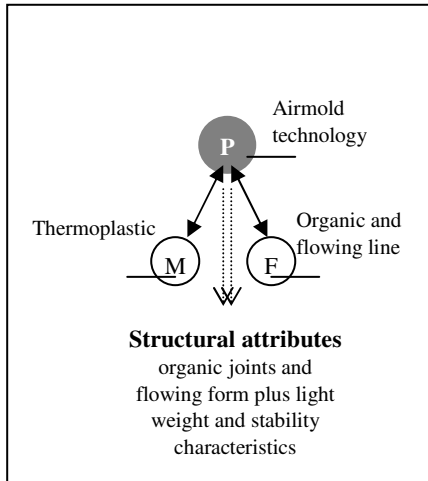 Airmold
technology
P
Thermoplastic
Organic and
flowing line
M
F
Structural attributes
organic joints and
flowing form plus light
weight and stability
characteristics